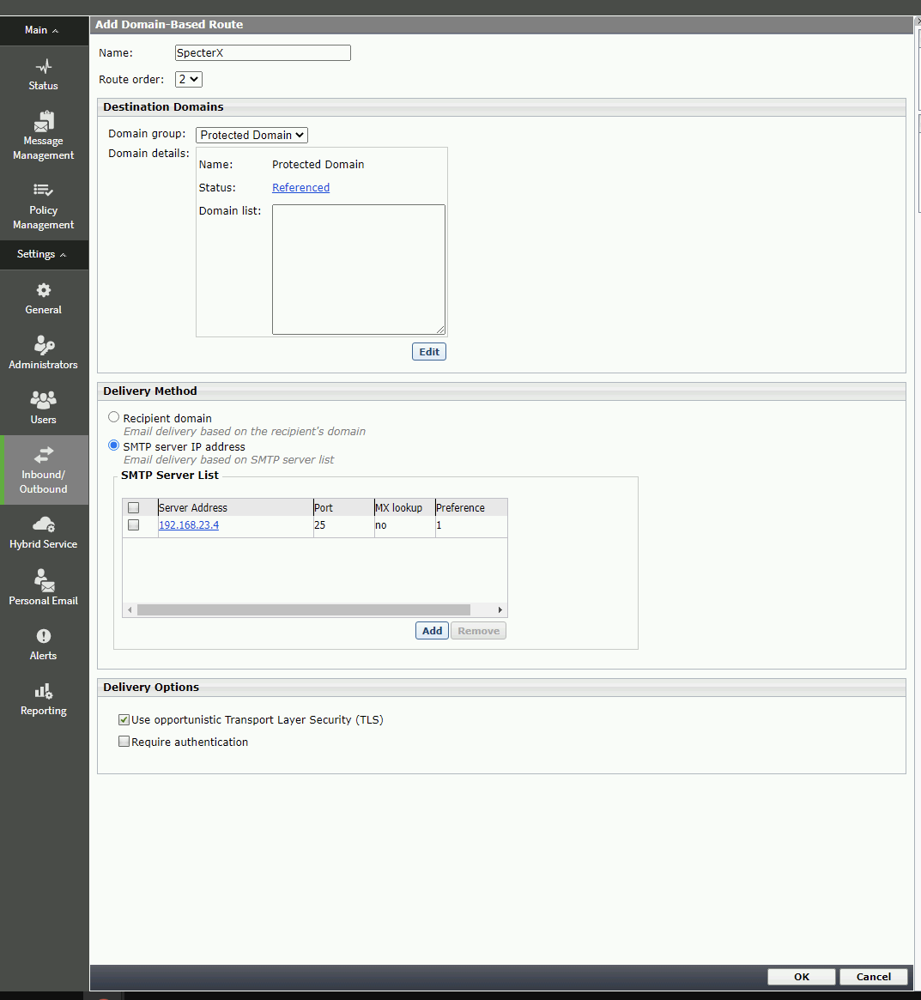 Main
Status
Message
Management
Policy
Management
Settings
General
Administrators
Users
Inbound/
Outbound
Hybrid Service
Personal Email
Alerts
Reporting
Add Domain-Based Route
Name: SpecterX
Route order: 2
Destination Domains
Domain group: Protected Domain
Domain details:
Name: Protected Domain
Status: Referenced
Domain list:
Edit
Delivery Method
Recipient domain
Email delivery based on the recipient's domain
SMTP server IP address
Email delivery based on SMTP server list
SMTP Server List
Server Address Port MX lookup Preference
192.168.23.4 25 no 1
Add Remove
Delivery Options
Use opportunistic Transport Layer Security (TLS)
Require authentication
OK Cancel